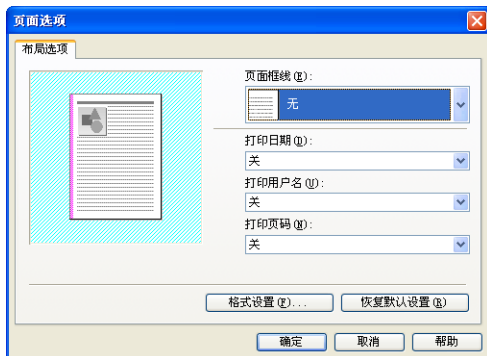 页面选项
布局选项
页面框线(E):
无
打印日期(D):
关
打印用户名(U):
关
打印页码(N):
关
格式设置(F)...
恢复默认设置(R)
确定
取消
帮助